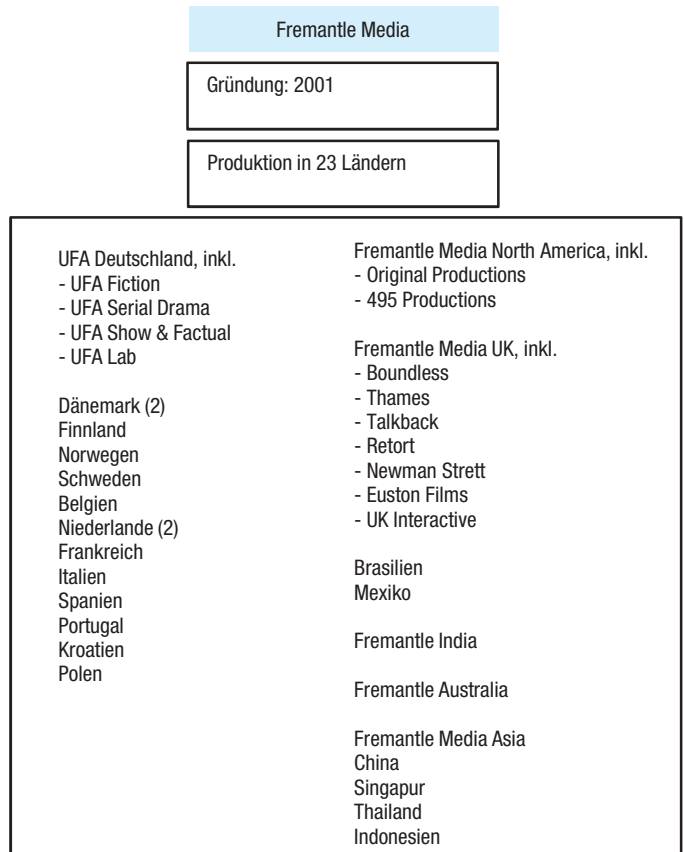 Fremantle Media
Gründung: 2001
Produktion in 23 Ländern
UFA Deutschland, inkl.
- UFA Fiction
- UFA Serial Drama
- UFA Show & Factual
- UFA Lab
Dänemark (2)
Finnland
Norwegen
Schweden
Belgien
Niederlande (2)
Frankreich
Italien
Spanien
Portugal
Kroatien
Polen
Fremantle Media North America, inkl.
- Original Productions
- 495 Productions
Fremantle Media UK, inkl.
- Boundless
- Thames
- Talkback
- Retort
- Newman Strett
- Euston Films
- UK Interactive
Brasilien
Mexiko
Fremantle India
Fremantle Australia
Fremantle Media Asia
China
Singapur
Thailand
Indonesien